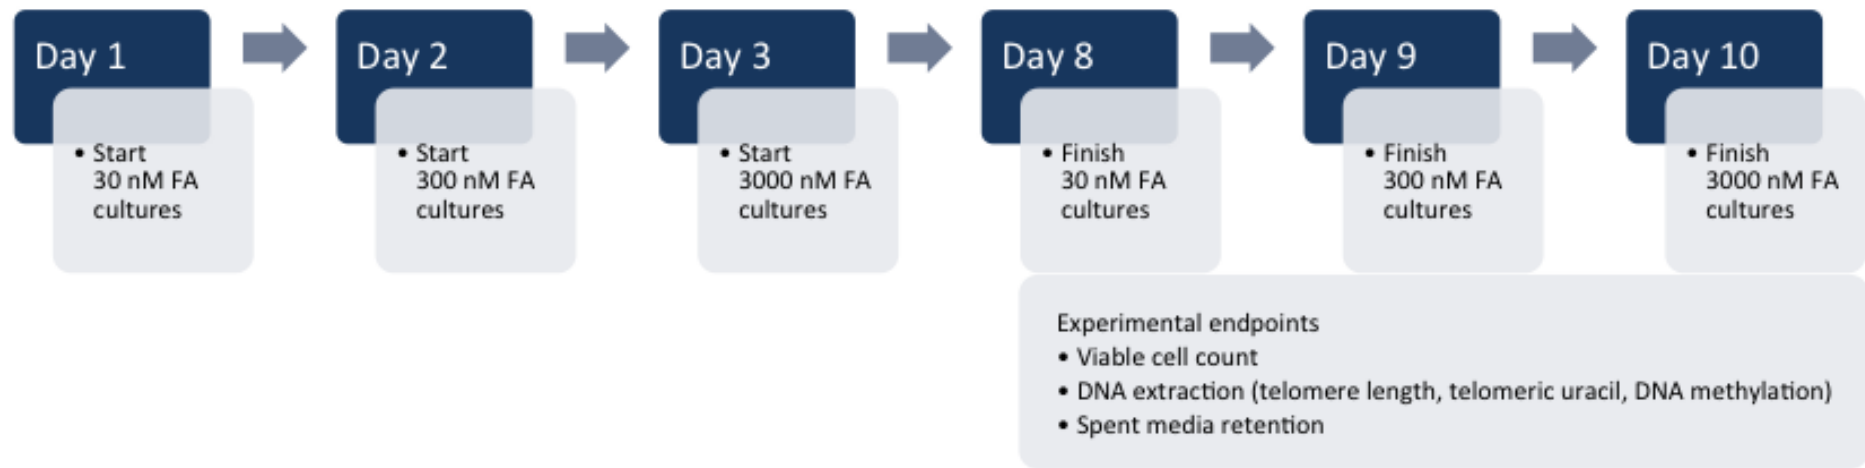 Day 1
• Start
30 nM FA
cultures
Day 2
• Start
300 nM FA
cultures
Day 3
• Start
3000 nM FA
cultures
Day 8
• Finish
30 nM FA
cultures
Day 9
• Finish
300 nM FA
cultures
Day 10
• Finish
3000 nM FA
cultures
Experimental endpoints
• Viable cell count
• DNA extraction (telomere length, telomeric uracil, DNA methylation)
• Spent media retention